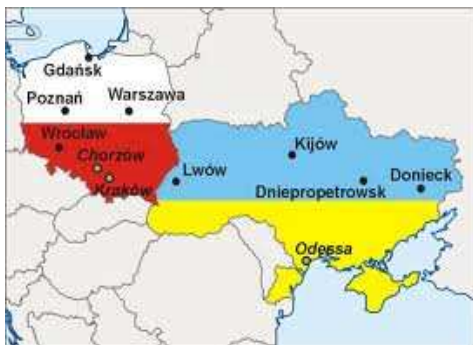 Gdańsk
Poznań
Warszawa
Wrocław
Chorzów
Kraków
Lwów
Kijów
Dniepropetrowsk
Donieck
Odessa